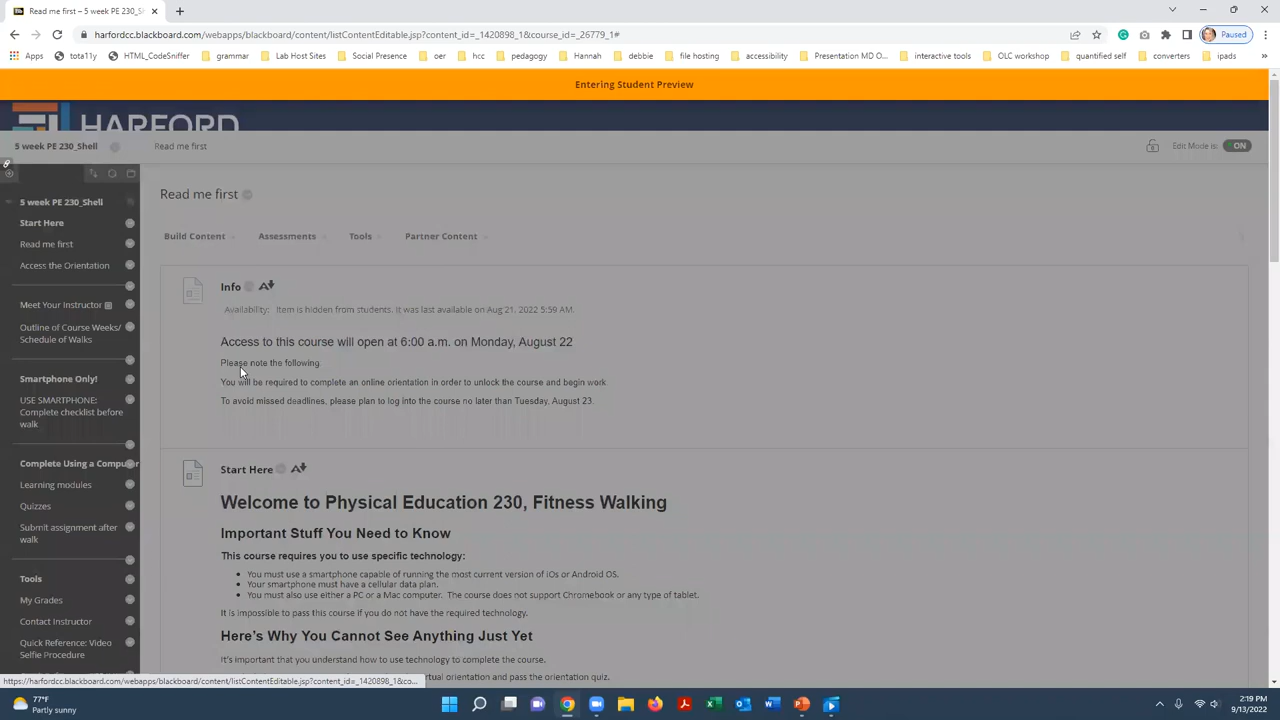 Read me first – 5 week PE 230_S
harfordcc.blackboard.com/webapps/blackboard/content/listContentEditable.jsp?content_id=_1420898_1&course_id=_26779_1#
Paused
Apps
tota11y
HTML_CodeSniffer
grammar
Lab Host Sites
Social Presence
oer
hcc
pedagogy
Hannah
debbie
file hosting
accessibility
Presentation MD O...
interactive tools
OLC workshop
quantified self
converters
ipads
Entering Student Preview
HARFORD
5 week PE 230_Shell
Read me first
Edit Mode is:
ON
5 week PE 230_Shell
Start Here
Read me first
Access the Orientation
Meet Your Instructor
Outline of Course Weeks/
Schedule of Walks
Smartphone Only!
USE SMARTPHONE:
Complete checklist before
walk
Complete Using a Computer
Learning modules
Quizzes
Submit assignment after
walk
Tools
My Grades
Contact Instructor
Quick Reference: Video
Selfie Procedure
Read me first
Build Content
Assessments
Tools
Partner Content
Info
Availability: Item is hidden from students. It was last available on Aug 21, 2022 5:59 AM.
Access to this course will open at 6:00 a.m. on Monday, August 22
Please note the following
You will be required to complete an online orientation in order to unlock the course and begin work
To avoid missed deadlines, please plan to log into the course no later than Tuesday, August 23.
Start Here
Welcome to Physical Education 230, Fitness Walking
Important Stuff You Need to Know
This course requires you to use specific technology:
You must use a smartphone capable of running the most current version of iOs or Android OS.
Your smartphone must have a cellular data plan.
You must also use either a PC or a Mac computer. The course does not support Chromebook or any type of tablet.
It is impossible to pass this course if you do not have the required technology.
Here's Why You Cannot See Anything Just Yet
It's important that you understand how to use technology to complete the course.
virtual orientation and pass the orientation quiz.
https://harfordcc.blackboard.com/webapps/blackboard/content/listContentEditable.jsp?content_id=_1420898_1&co...
77°F
Partly sunny
2:19 PM
9/13/2022